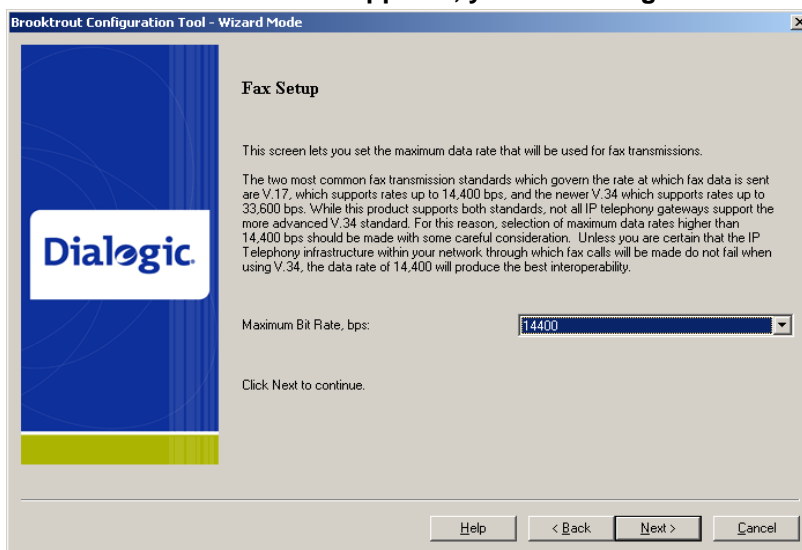 Brooktrout Configuration Tool - Wizard Mode
Fax Setup
This screen lets you set the maximum data rate that will be used for fax transmissions.
The two most common fax transmission standards which govern the rate at which fax data is sent
are V.17, which supports rates up to 14,400 bps, and the newer V.34 which supports rates up to
33,600 bps. While this product supports both standards, not all IP telephony gateways support the
more advanced V.34 standard. For this reason, selection of maximum data rates higher than
14,400 bps should be made with some careful consideration. Unless you are certain that the IP
Telephony infrastructure within your network through which fax calls will be made do not fail when
using V.34, the data rate of 14,400 will produce the best interoperability.
Dialogic.
Maximum Bit Rate, bps:
14400
Click Next to continue.
Help
< Back
Next >
Cancel